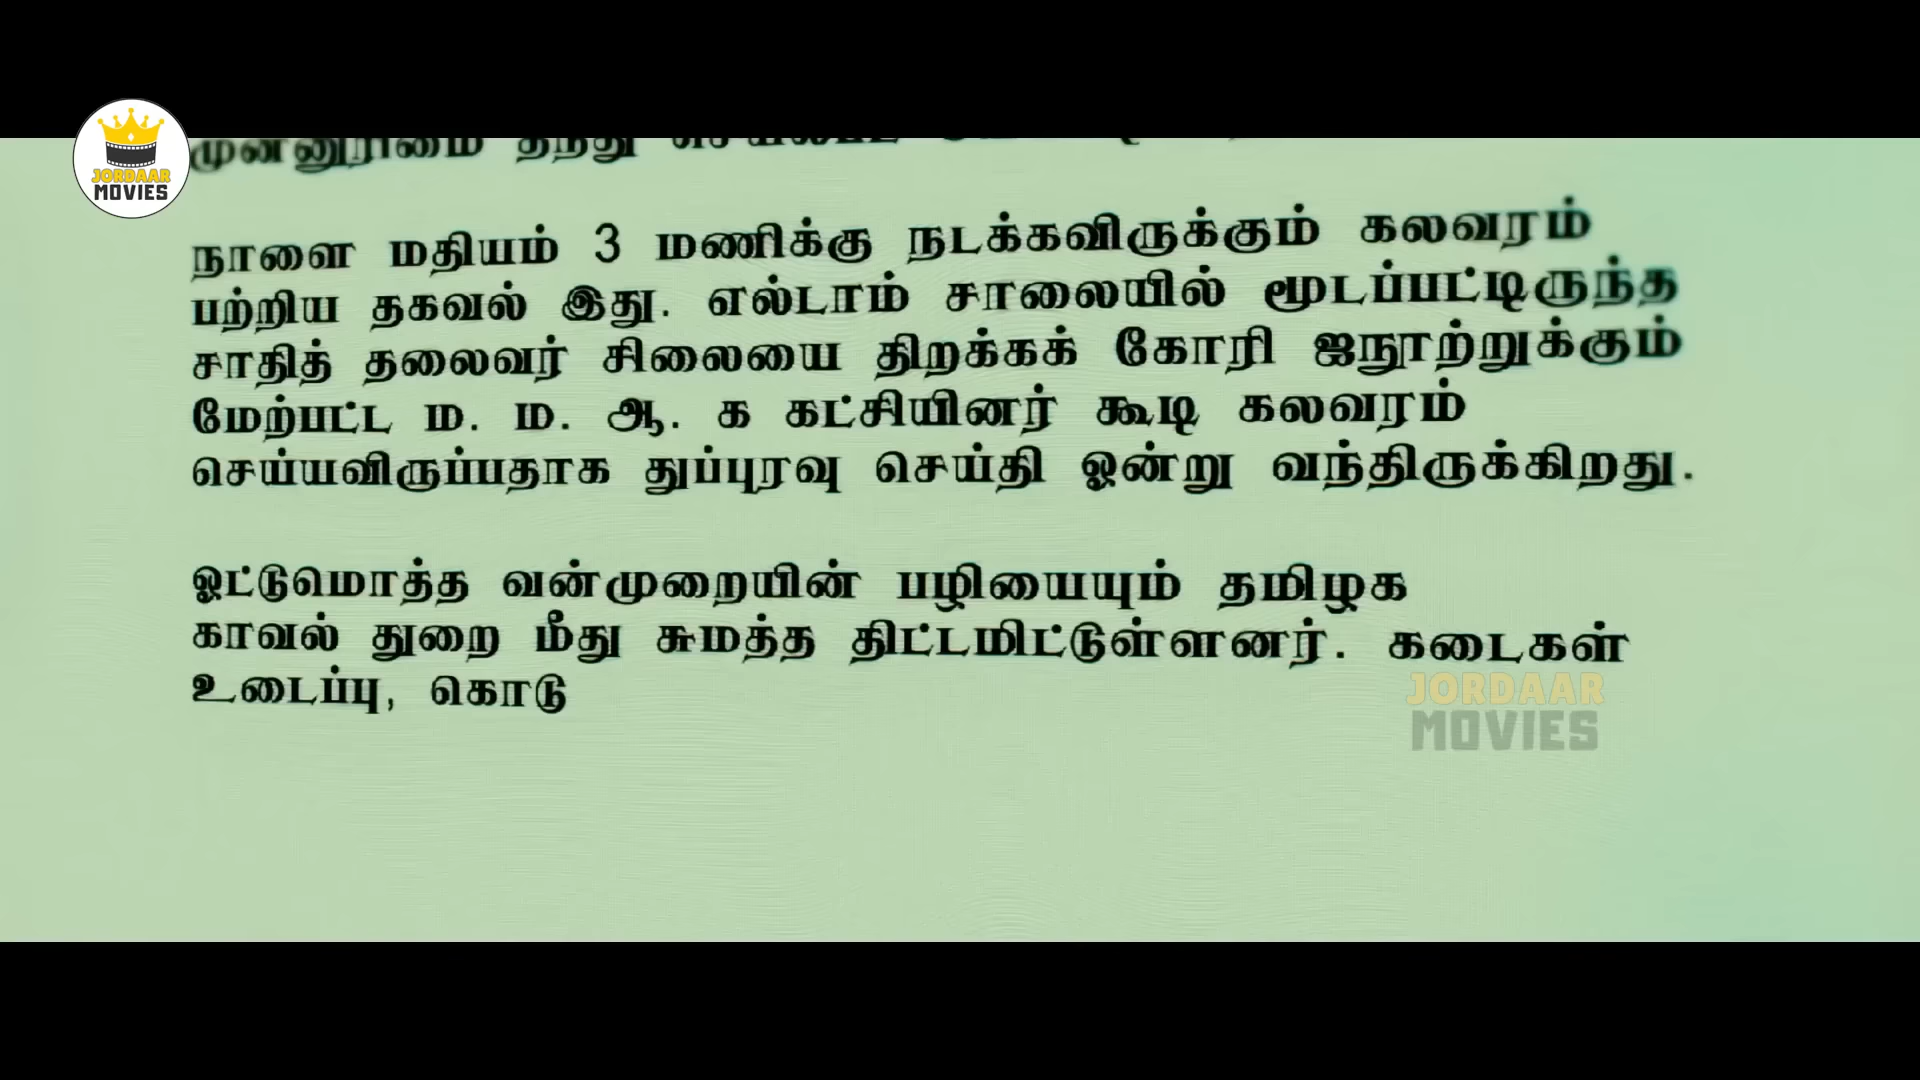 JORDAAR
MOVIES
முன்னுரிமை தந்து
நாளை மதியம் 3 மணிக்கு நடக்கவிருக்கும் கலவரம்
பற்றிய தகவல் இது. எல்டாம் சாலையில் மூடப்பட்டிருந்த
சாதித் தலைவர் சிலையை திறக்கக் கோரி ஐநூற்றுக்கும்
மேற்பட்ட ம. ம. ஆ. க கட்சியினர் கூடி கலவரம்
செய்யவிருப்பதாக துப்புரவு செய்தி ஒன்று வந்திருக்கிறது.
ஒட்டுமொத்த வன்முறையின் பழியையும் தமிழக
காவல் துறை மீது சுமத்த திட்டமிட்டுள்ளனர். கடைகள்
உடைப்பு, கொடு
JORDAAR
MOVIES